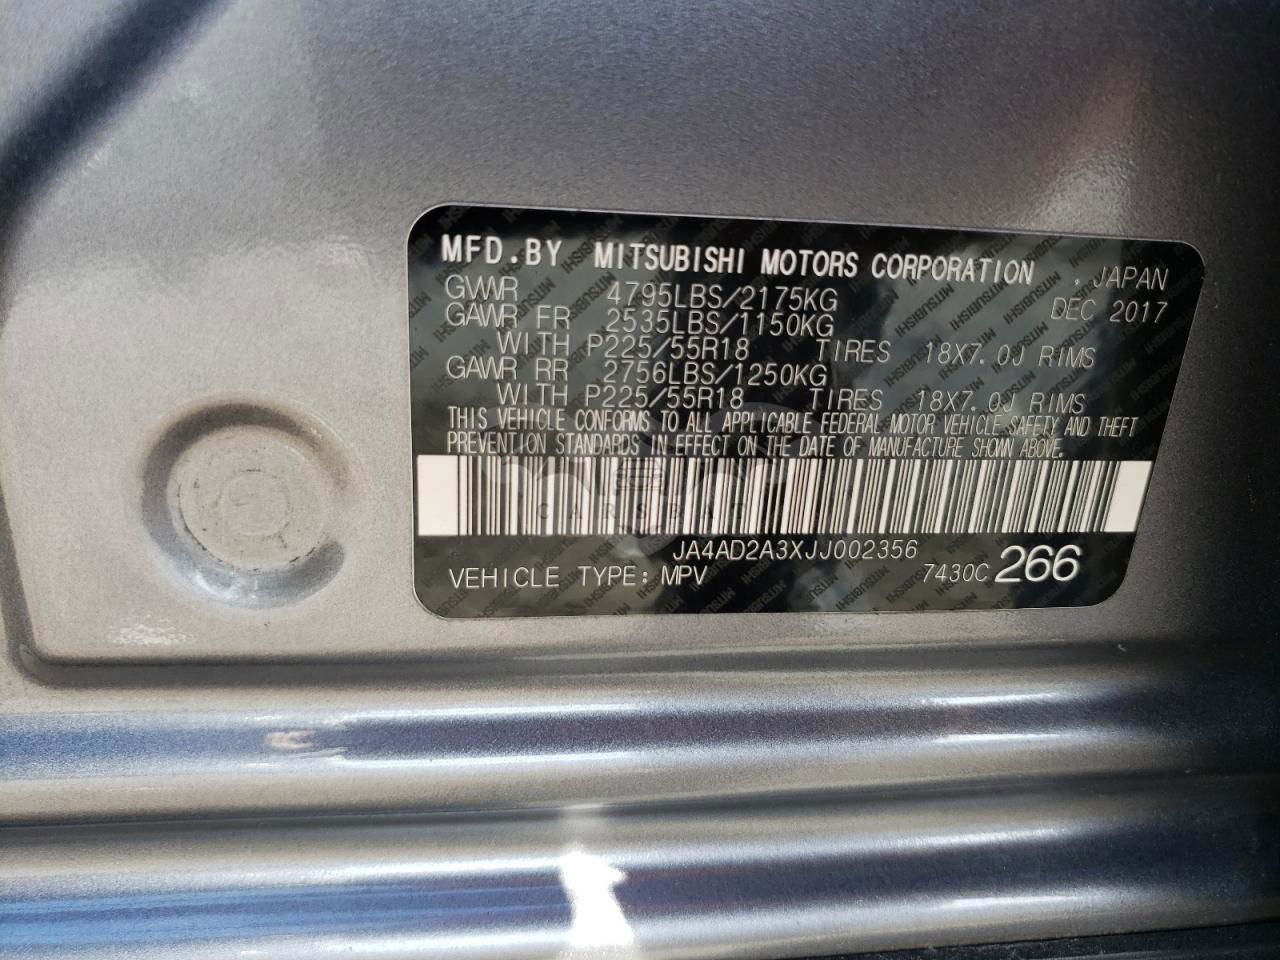 MFD.BY MITSUBISHI MOTORS CORPORATION , JAPAN
GVWR 4795LBS/2175KG DEC 2017
GAWR FR 2535LBS/1150KG
WITH P225/55R18 TIRES 18X7.0J RIMS
GAWR RR 2756LBS/1250KG
WITH P225/55R18 TIRES 18X7.0J RIMS
THIS VEHICLE CONFORMS TO ALL APPLICABLE FEDERAL MOTOR VEHICLE SAFETY AND THEFT
PREVENTION STANDARDS IN EFFECT ON THE DATE OF MANUFACTURE SHOWN ABOVE.
JA4AD2A3XJJ002356
VEHICLE TYPE: MPV 7430C 266